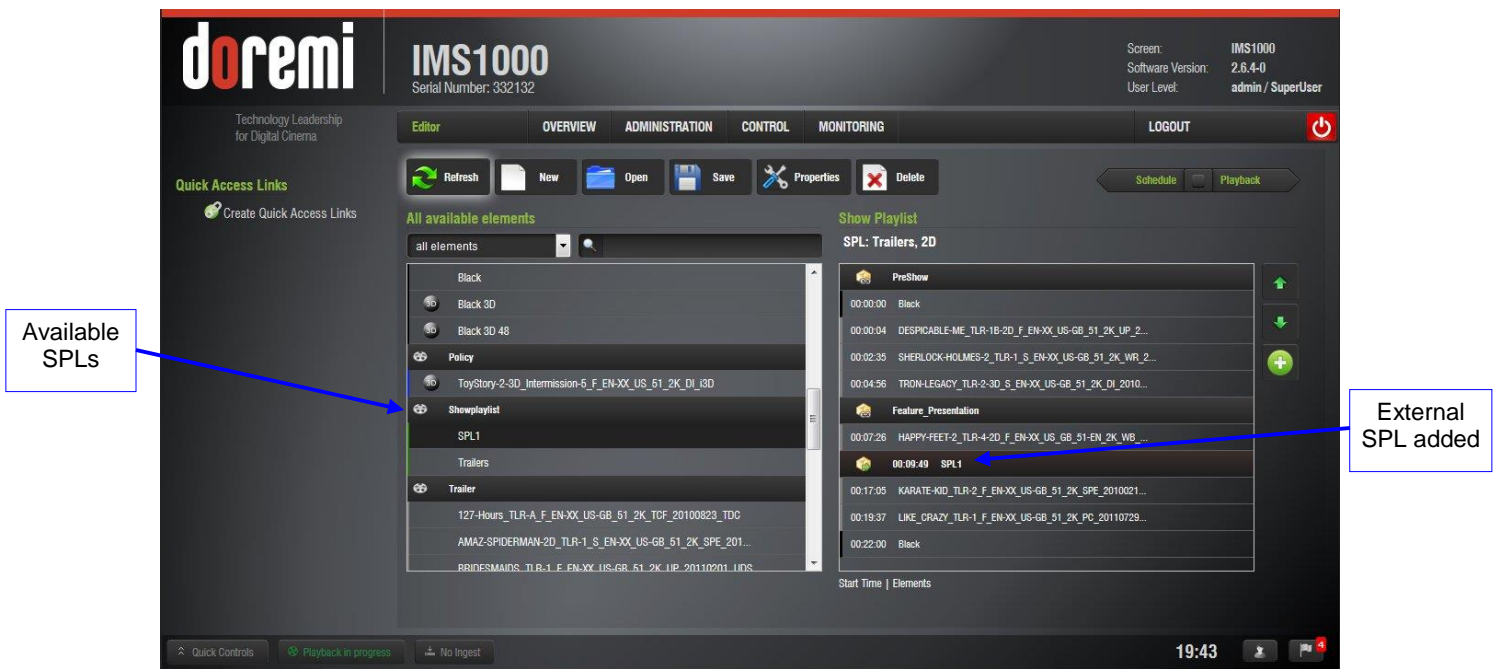 doremi
IMS1000
Serial Number: 332132
Screen: IMS1000
Software Version: 2.6.4-0
User Level: admin / SuperUser
Technology Leadership
for Digital Cinema
Editor OVERVIEW ADMINISTRATION CONTROL MONITORING LOGOUT
Quick Access Links
Create Quick Access Links
Refresh New Open Save Properties Delete
Schedule Playback
All available elements
all elements
Black
3D Black 3D
3D Black 3D 48
Policy
3D ToyStory-2-3D_Intermission-5_F_EN-XX_US_51_2K_DI_i3D
Showplaylist
SPL1
Trailers
Trailer
127-Hours_TLR-A_F_EN-XX_US-GB_51_2K_TCF_20100823_TDC
AMAZ-SPIDERMAN-2D_TLR-1_S_EN-XX_US-GB_51_2K_SPE_201...
BRIDESMAIDS_TLR-1_F_EN-XX_US-GB_51_2K_UP_20110201_UDS
Show Playlist
SPL: Trailers, 2D
PreShow
00:00:00 Black
00:00:04 DESPICABLE-ME_TLR-1B-2D_F_EN-XX_US-GB_51_2K_UP_2...
00:02:35 SHERLOCK-HOLMES-2_TLR-1_S_EN-XX_US-GB_51_2K_WR_2...
00:04:56 TRON-LEGACY_TLR-2-3D_S_EN-XX_US-GB_51_2K_DI_2010...
Feature_Presentation
00:07:26 HAPPY-FEET-2_TLR-4-2D_F_EN-XX_US_GB_51-EN_2K_WB_...
00:09:49 SPL1
00:17:05 KARATE-KID_TLR-2_F_EN-XX_US-GB_51_2K_SPE_2010021...
00:19:37 LIKE_CRAZY_TLR-1_F_EN-XX_US-GB_51_2K_PC_20110729...
00:22:00 Black
Start Time | Elements
Available
SPLs
External
SPL added
Quick Controls Playback in progress No Ingest 19:43 4